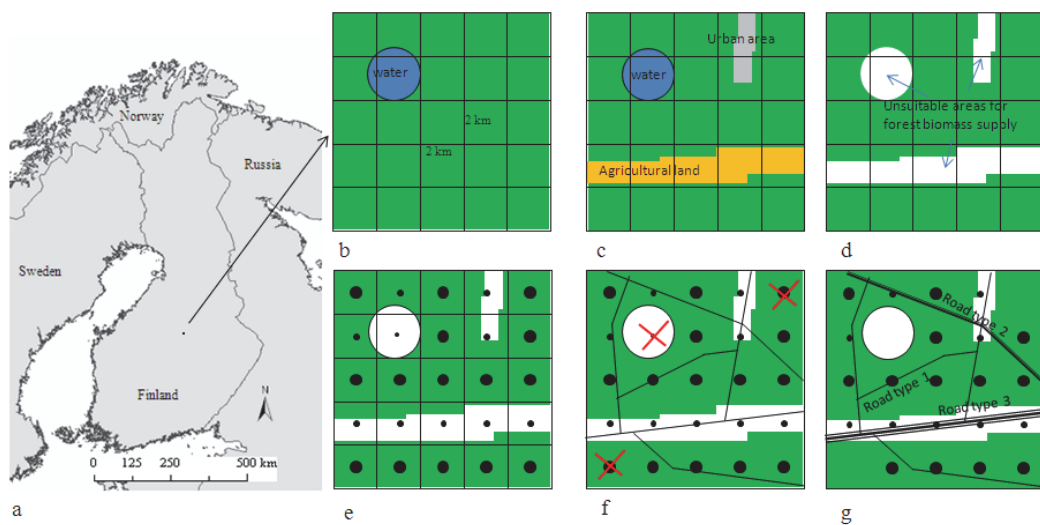 Norway
Russia
Sweden
Finland
N
0 125 300 500 km
a
water
2 km
2 km
b
Urban area
water
Agricultural land
c
Unsuitable areas for
forest biomass supply
d
e
f
Road type 2
Road type 1
Road type 3
g